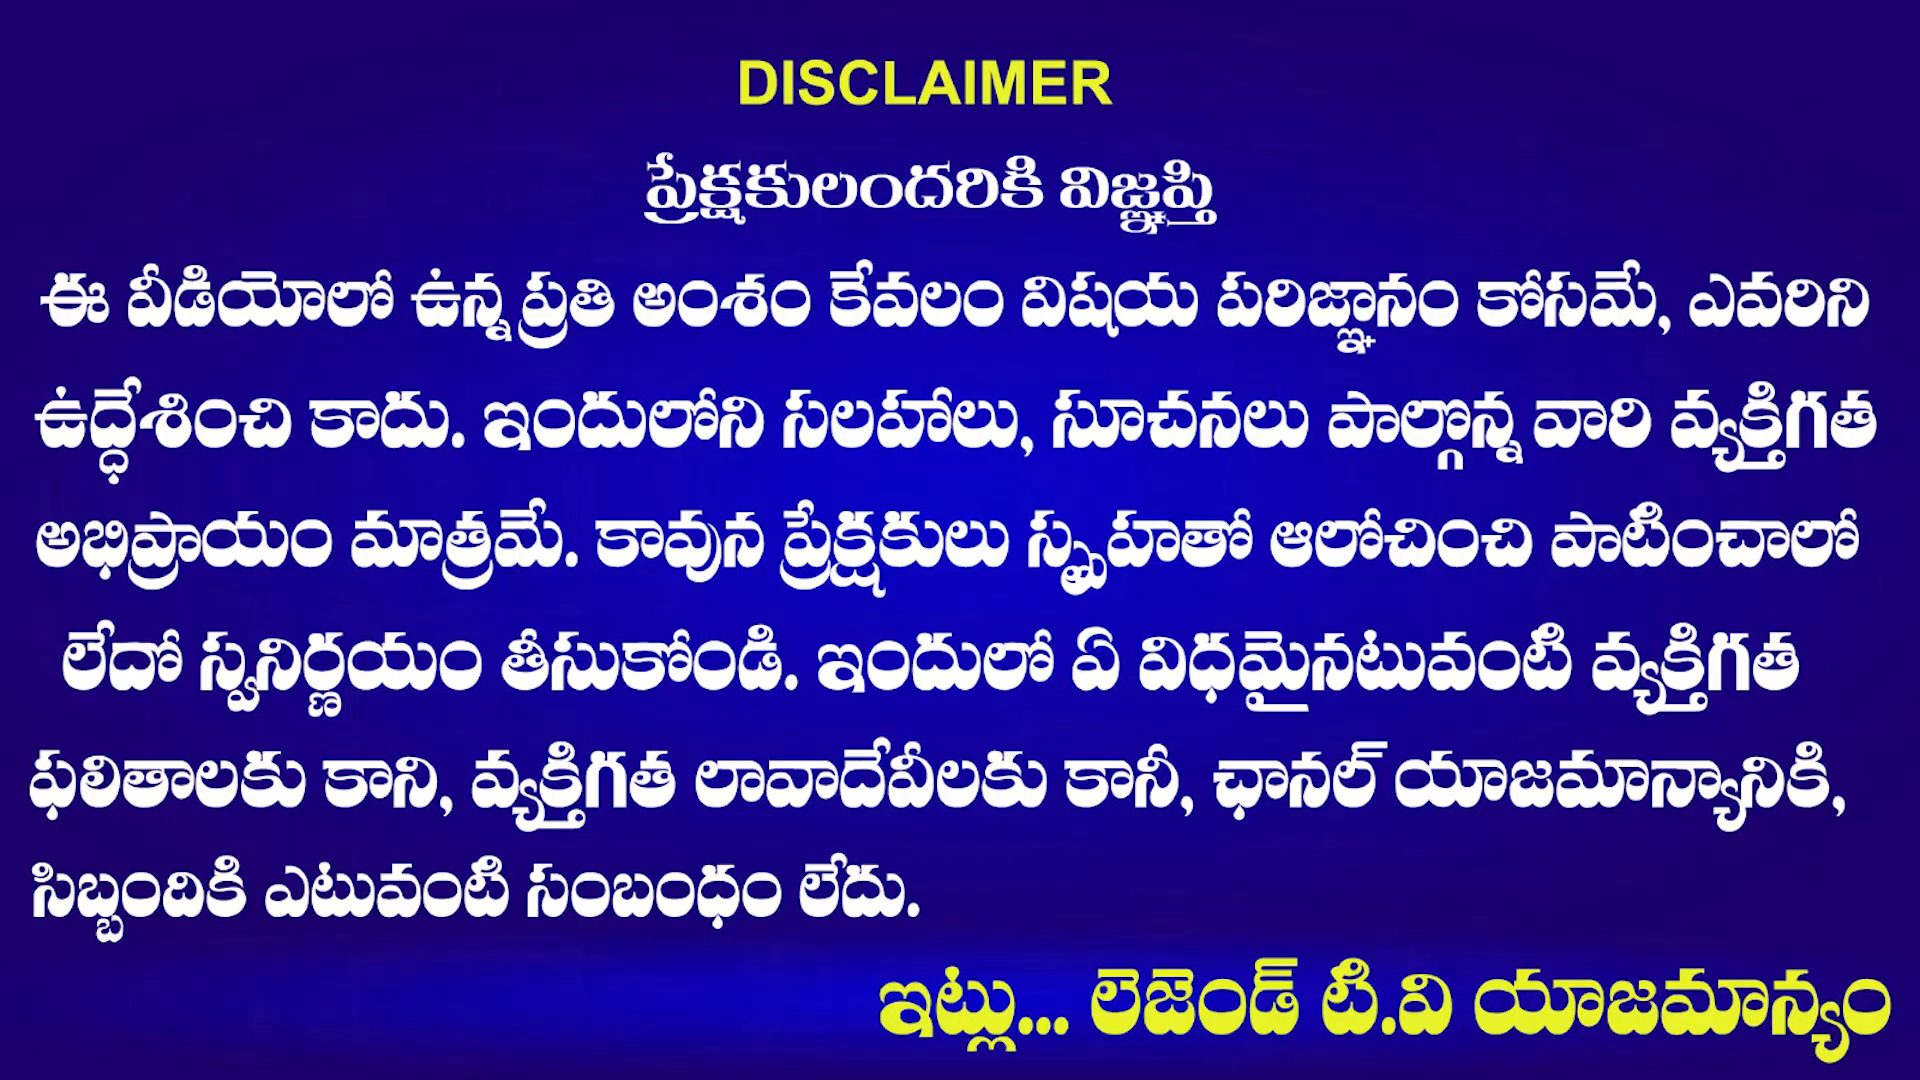 DISCLAIMER
ప్రేక్షకులందరికి విజ్ఞప్తి
ఈ వీడియోలో ఉన్న ప్రతి అంశం కేవలం విషయ పరిజ్ఞానం కోసమే, ఎవరిని
ఉద్ధేశించి కాదు. ఇందులోని సలహాలు, సూచనలు పాల్గొన్న వారి వ్యక్తిగత
అభిప్రాయం మాత్రమే. కావున ప్రేక్షకులు స్పృహతో ఆలోచించి పాటించాలో
లేదో స్వనిర్ణయం తీసుకోండి. ఇందులో ఏ విధమైనటువంటి వ్యక్తిగత
ఫలితాలకు కాని, వ్యక్తిగత లావాదేవీలకు కానీ, ఛానల్ యాజమాన్యానికి,
సిబ్బందికి ఎటువంటి సంబంధం లేదు.
ఇట్లు... లెజెండ్ టి.వి యాజమాన్యం